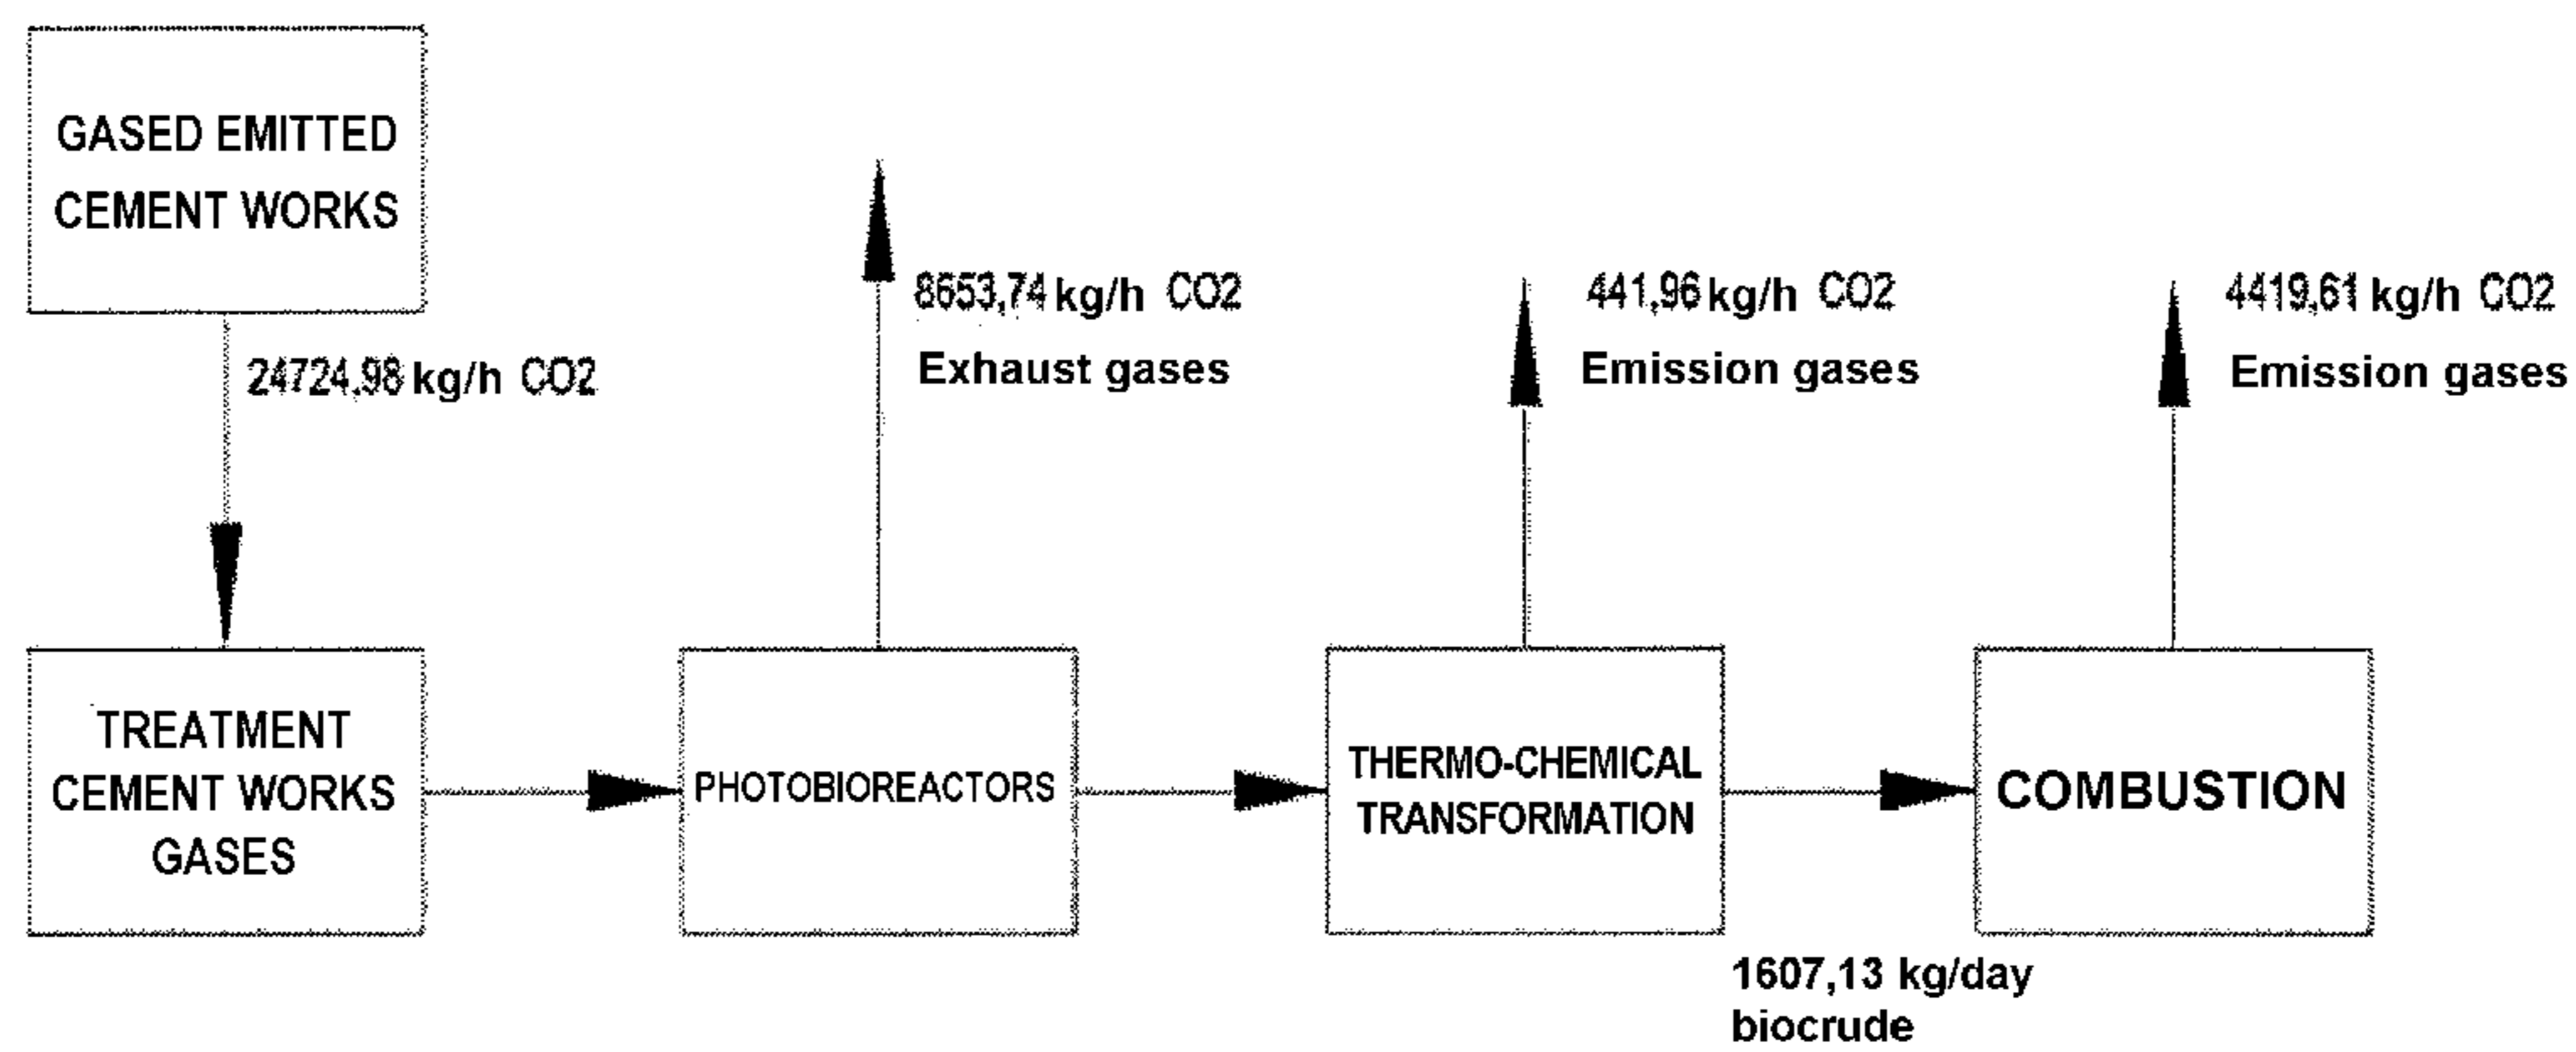 GASED EMITTED
CEMENT WORKS
24724,98 kg/h CO2
8653,74 kg/h CO2
Exhaust gases
441,96 kg/h CO2
Emission gases
4419,61 kg/h CO2
Emission gases
TREATMENT
CEMENT WORKS
GASES
PHOTOBIOREACTORS
THERMO-CHEMICAL
TRANSFORMATION
COMBUSTION
1607,13 kg/day
biocrude